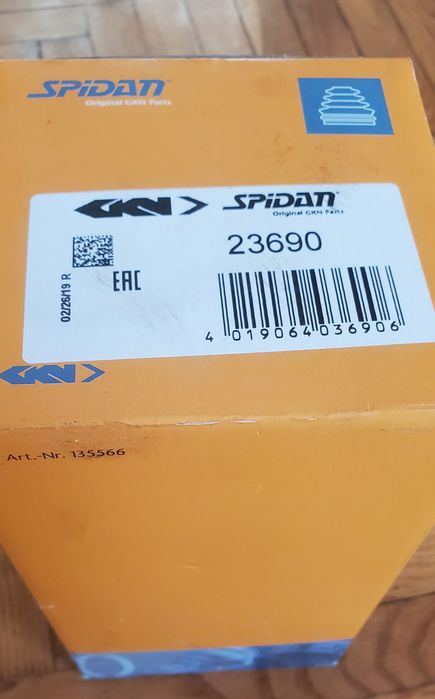 SPiDAN
Original GKN Parts
GKN SPiDAN
Original GKN Parts
23690
02/26/19 R
EAC
4 019064 036906
GKN
Art.-Nr. 135566